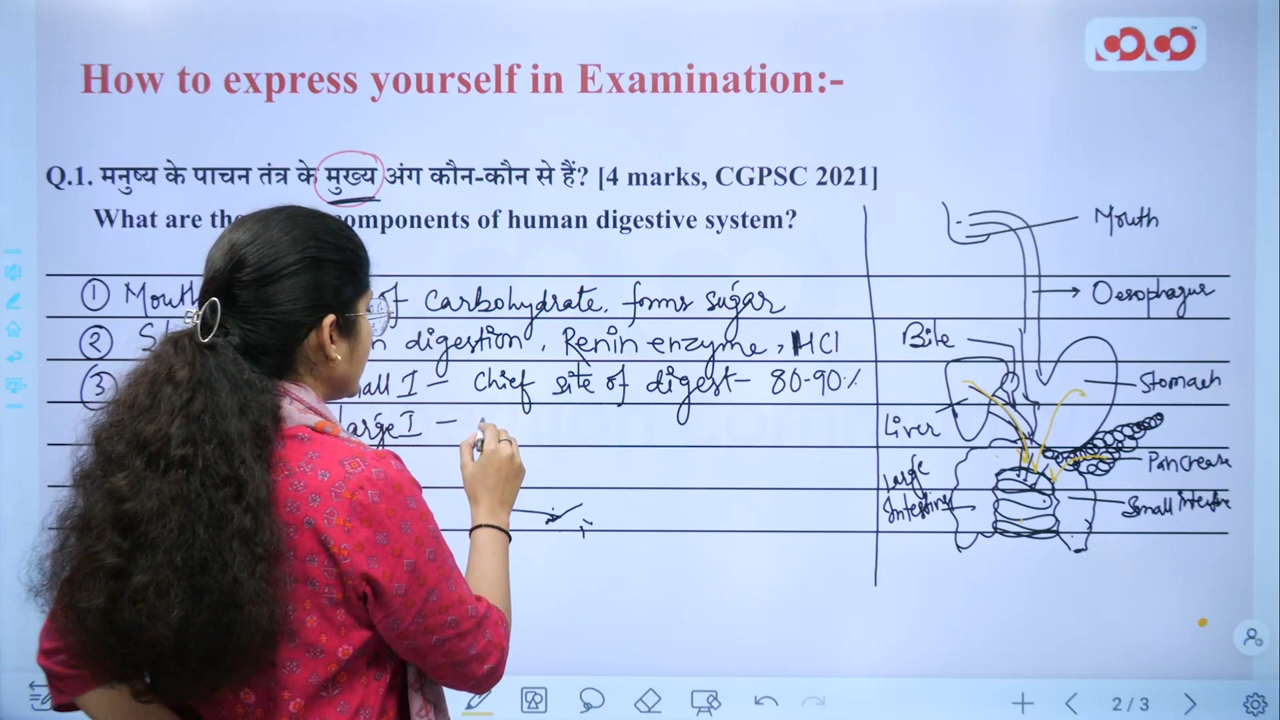 How to express yourself in Examination:-
Q.1. मनुष्य के पाचन तंत्र के मुख्य अंग कौन-कौन से हैं? [4 marks, CGPSC 2021]
What are the components of human digestive system?
① Mouth of Carbohydrate, forms sugar
② digestion, Renin enzyme, HCl
③ I - Chief site of digest- 80-90%
Large I -
Mouth
Oesophagus
Bile
Stomach
Liver
Pancrease
Large
Intestine
Small Intestine
2/3